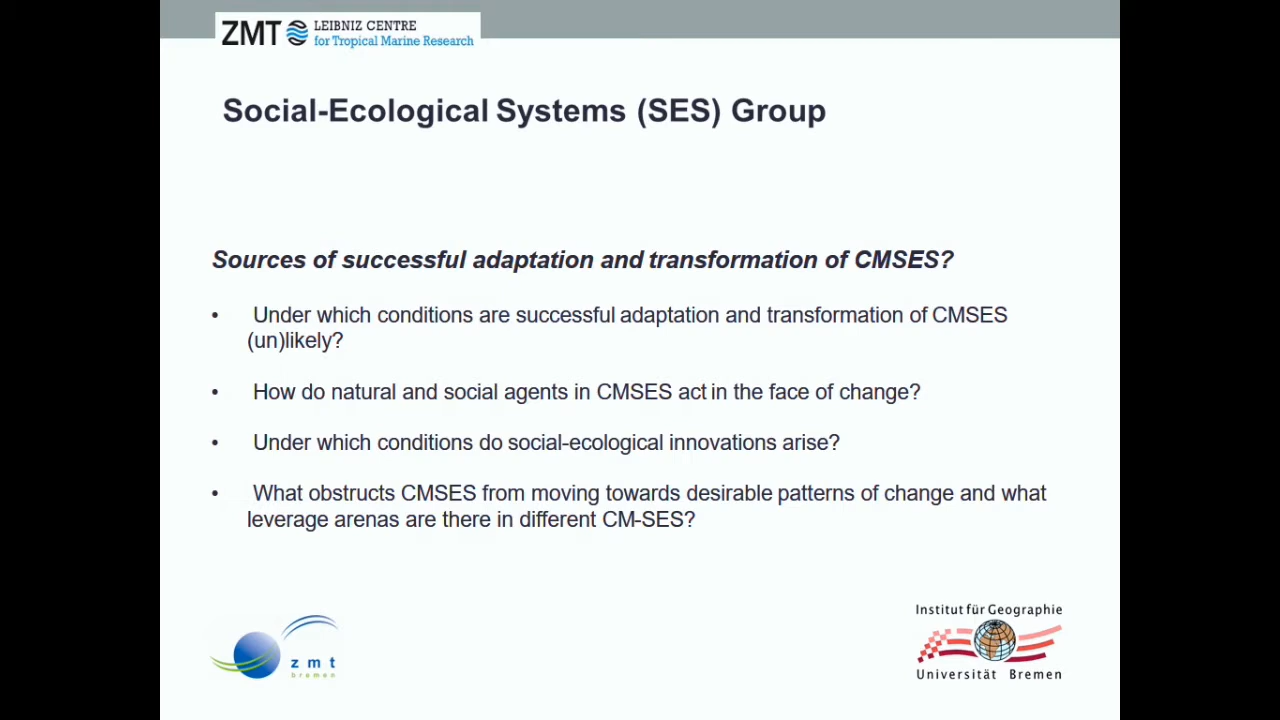 ZMT LEIBNIZ CENTRE
for Tropical Marine Research
Social-Ecological Systems (SES) Group
Sources of successful adaptation and transformation of CMSES?
• Under which conditions are successful adaptation and transformation of CMSES
(un)likely?
• How do natural and social agents in CMSES act in the face of change?
• Under which conditions do social-ecological innovations arise?
• What obstructs CMSES from moving towards desirable patterns of change and what
leverage arenas are there in different CM-SES?
zmt
bremen
Institut für Geographie
Universität Bremen